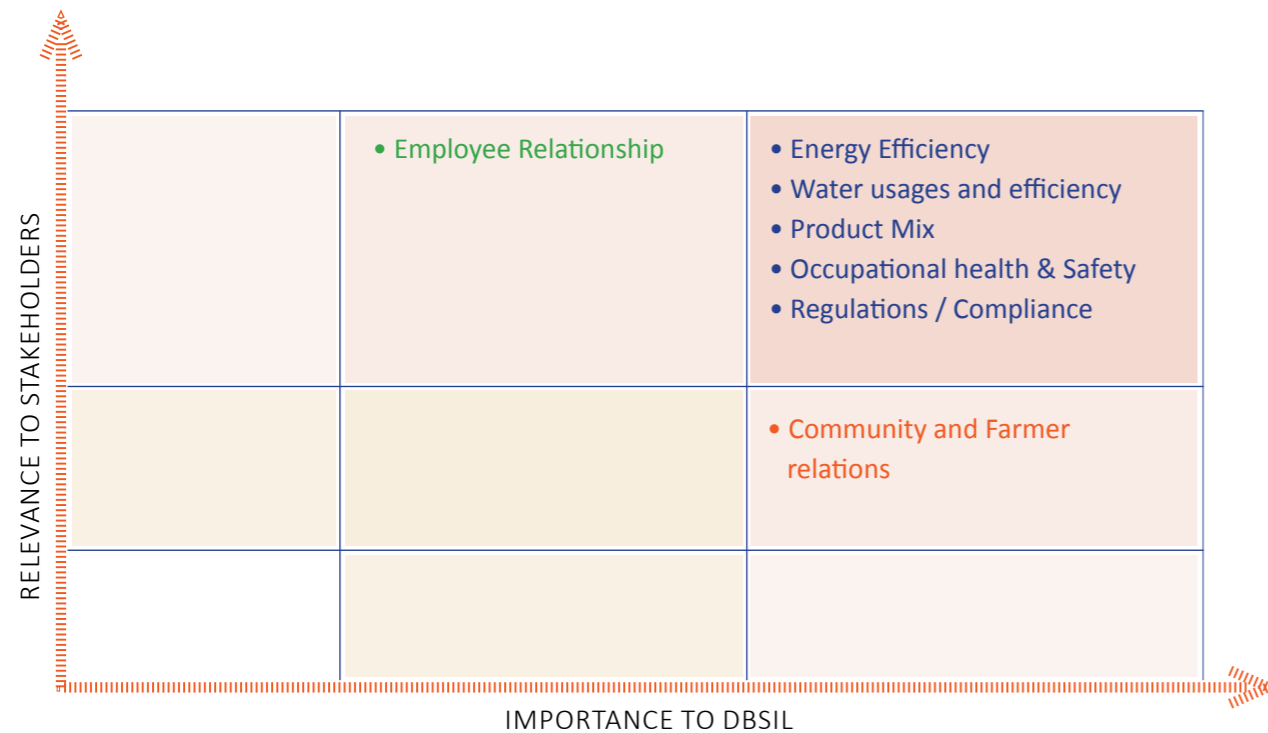 RELEVANCE TO STAKEHOLDERS
• Employee Relationship
• Energy Efficiency
• Water usages and efficiency
• Product Mix
• Occupational health & Safety
• Regulations / Compliance
• Community and Farmer
relations
IMPORTANCE TO DBSIL